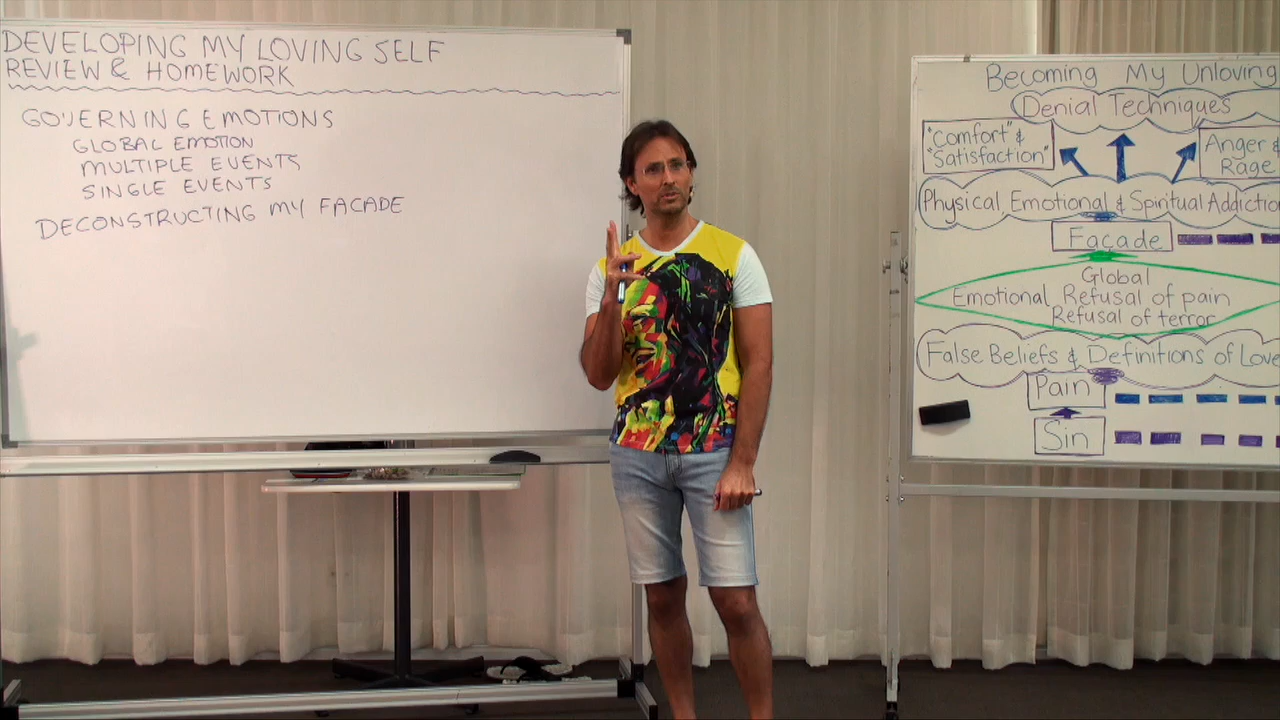 DEVELOPING MY LOVING SELF
REVIEW & HOMEWORK
GOVERNING EMOTIONS
GLOBAL EMOTION
MULTIPLE EVENTS
SINGLE EVENTS
DECONSTRUCTING MY FACADE
Becoming My Unloving
Denial Techniques
"Comfort" &
"Satisfaction"
Anger &
Rage
Physical Emotional & Spiritual Addictio
Façade
Global
Emotional Refusal of pain
Refusal of terror
False Beliefs & Definitions of Love
Pain
Sin